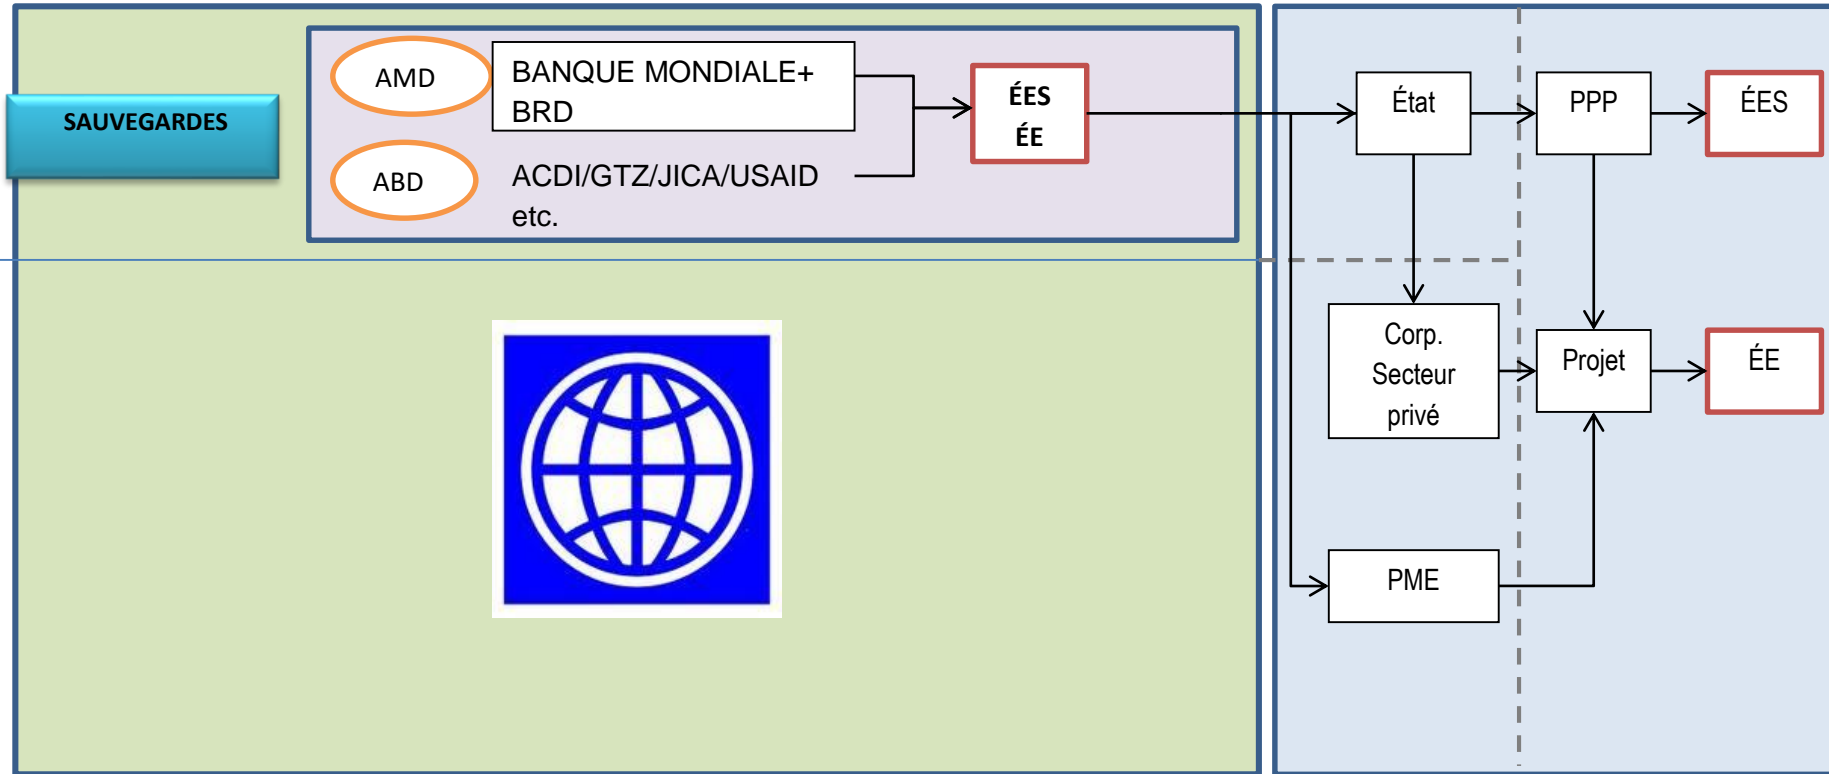 SAUVEGARDES
AMD
BANQUE MONDIALE+
BRD
ABD
ACDI/GTZ/JICA/USAID
etc.
ÉES
ÉE
État
PPP
ÉES
Corp.
Secteur
privé
Projet
ÉE
PME